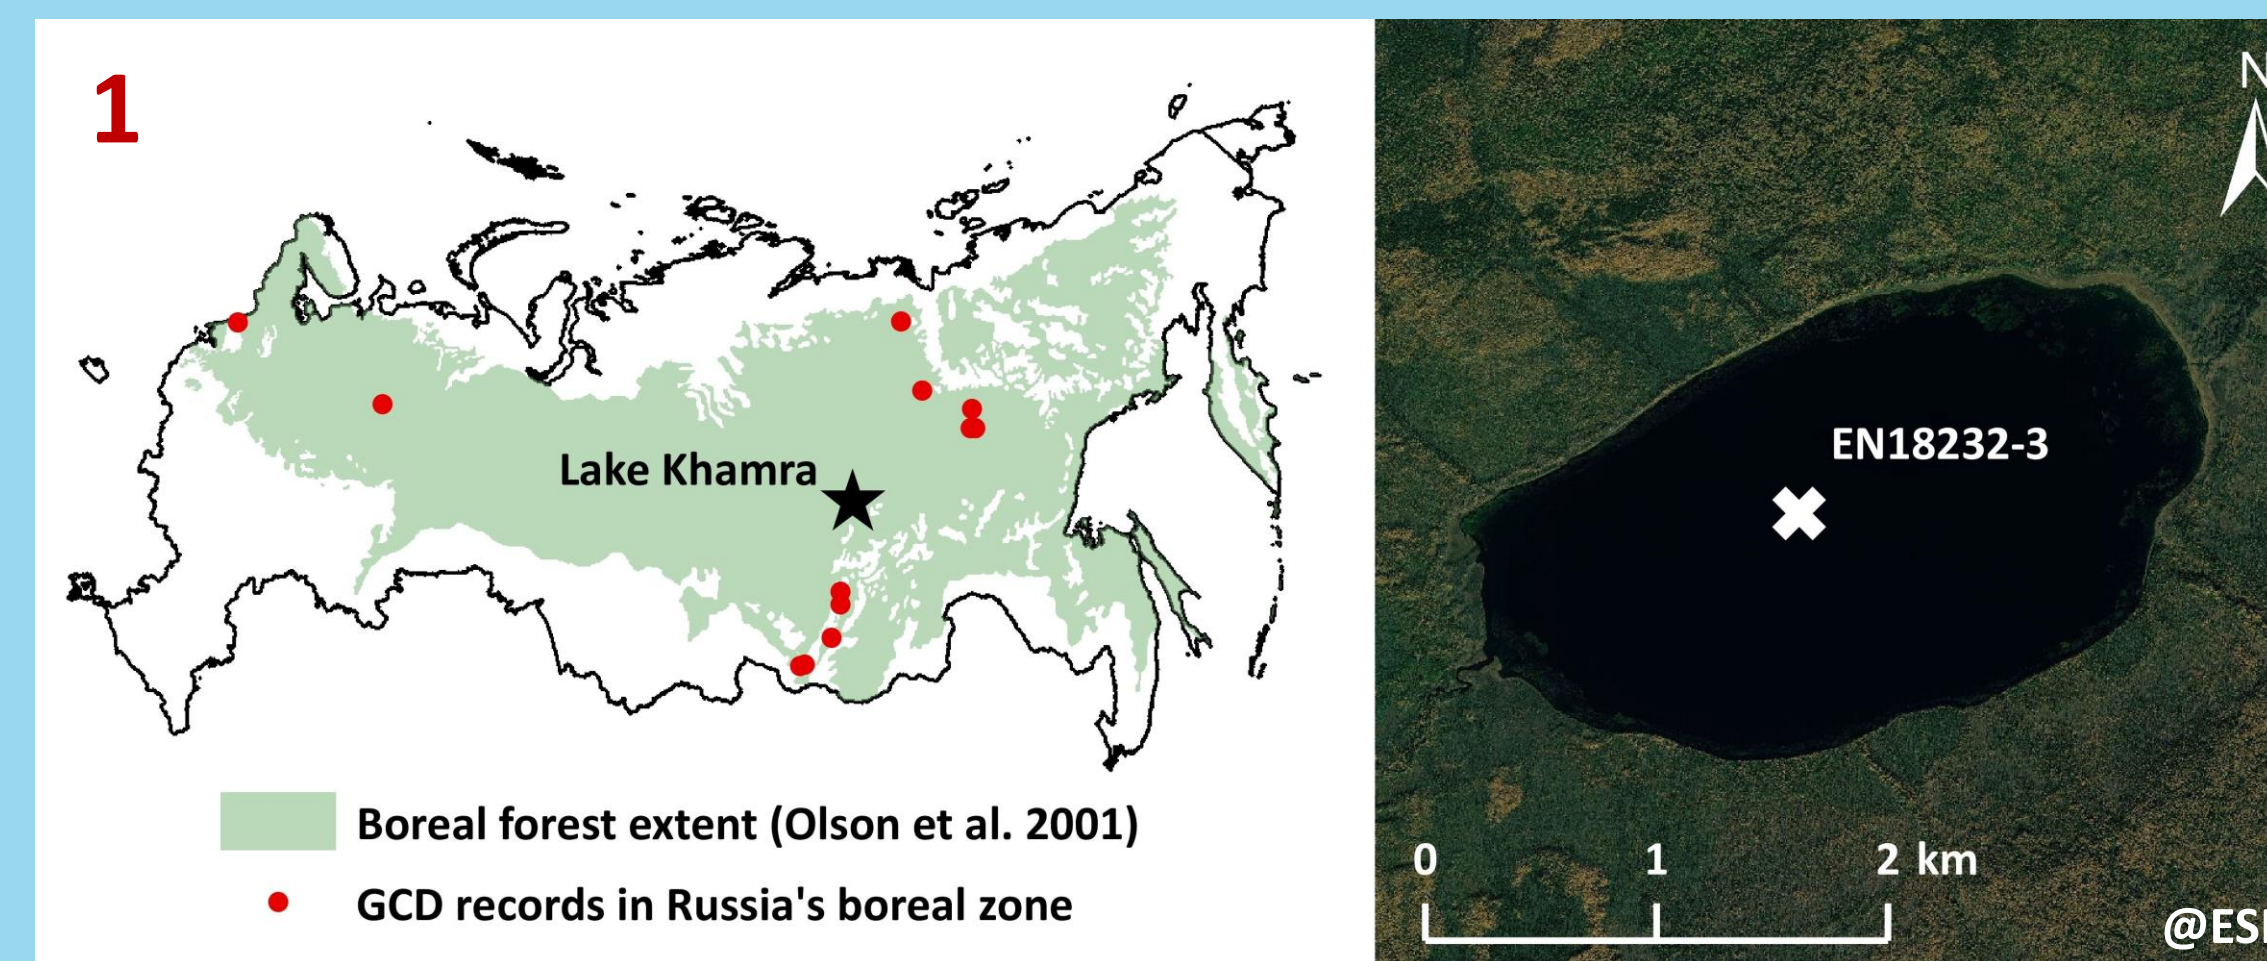 1
Lake Khamra
Boreal forest extent (Olson et al. 2001)
GCD records in Russia's boreal zone
N
EN18232-3
0 1 2 km